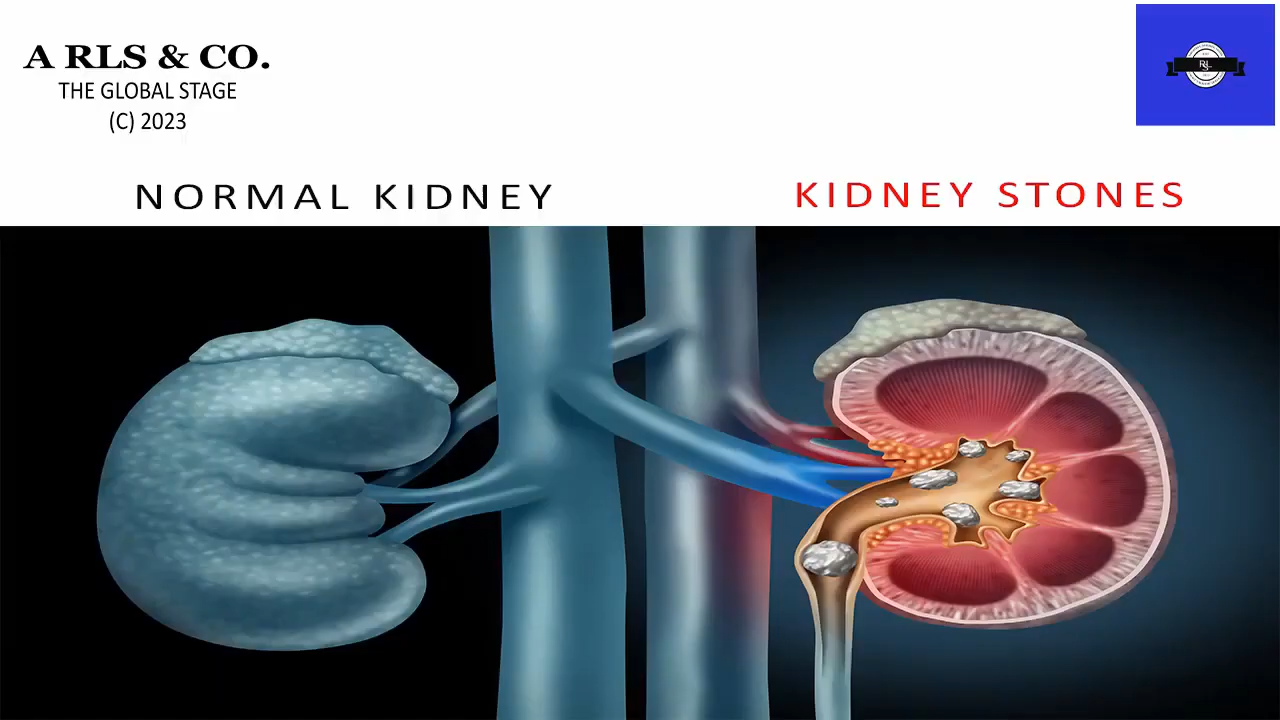 A RLS & CO.
THE GLOBAL STAGE
(C) 2023
NORMAL KIDNEY
KIDNEY STONES